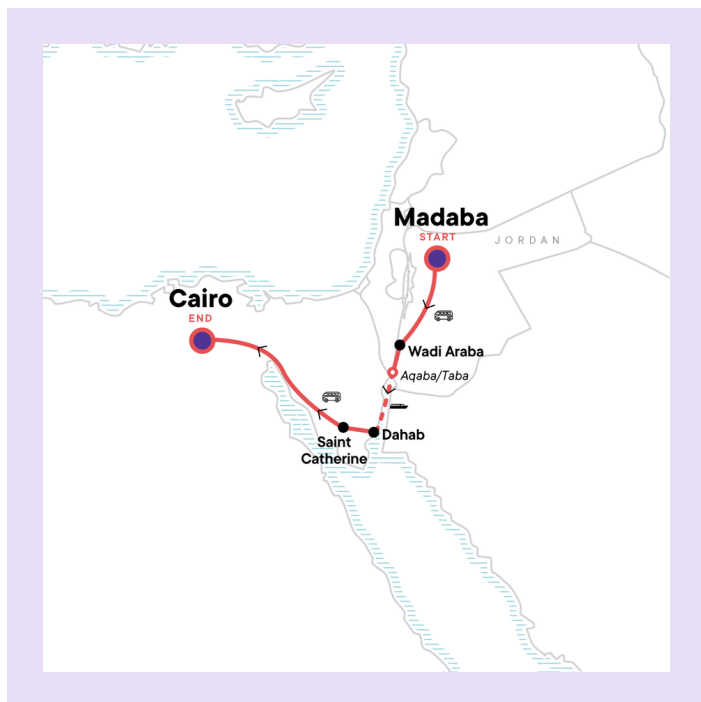 Madaba
START
JORDAN
Cairo
END
Wadi Araba
Aqaba/Taba
Dahab
Saint
Catherine